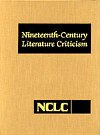 Nineteenth-Century
Literature Criticism
NCLC